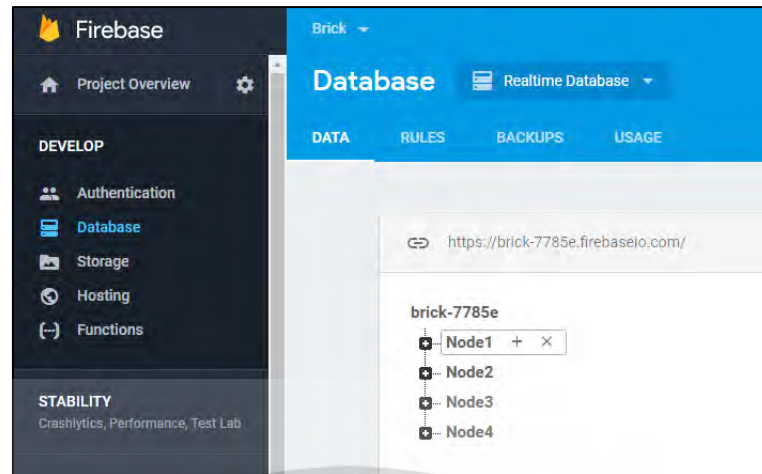 Firebase
Project Overview
DEVELOP
Authentication
Database
Storage
Hosting
Functions
STABILITY
Crashlytics, Performance, Test Lab
Brick
Database
Realtime Database
DATA RULES BACKUPS USAGE
https://brick-7785e.firebaseio.com/
brick-7785e
Node1 + ×
Node2
Node3
Node4